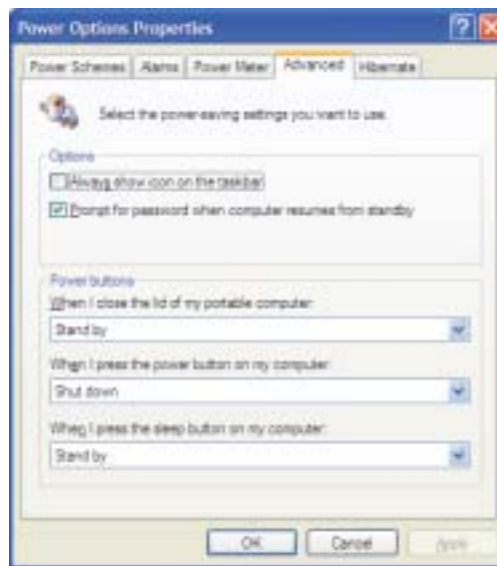 Power Options Properties
Power Schemes Alarms Power Meter Advanced Hibernate
Select the power-saving settings you want to use.
Options
Always show icon on the taskbar
Prompt for password when computer resumes from standby
Power buttons
When I close the lid of my portable computer:
Stand by
When I press the power button on my computer:
Shut down
When I press the sleep button on my computer:
Stand by
OK Cancel Apply